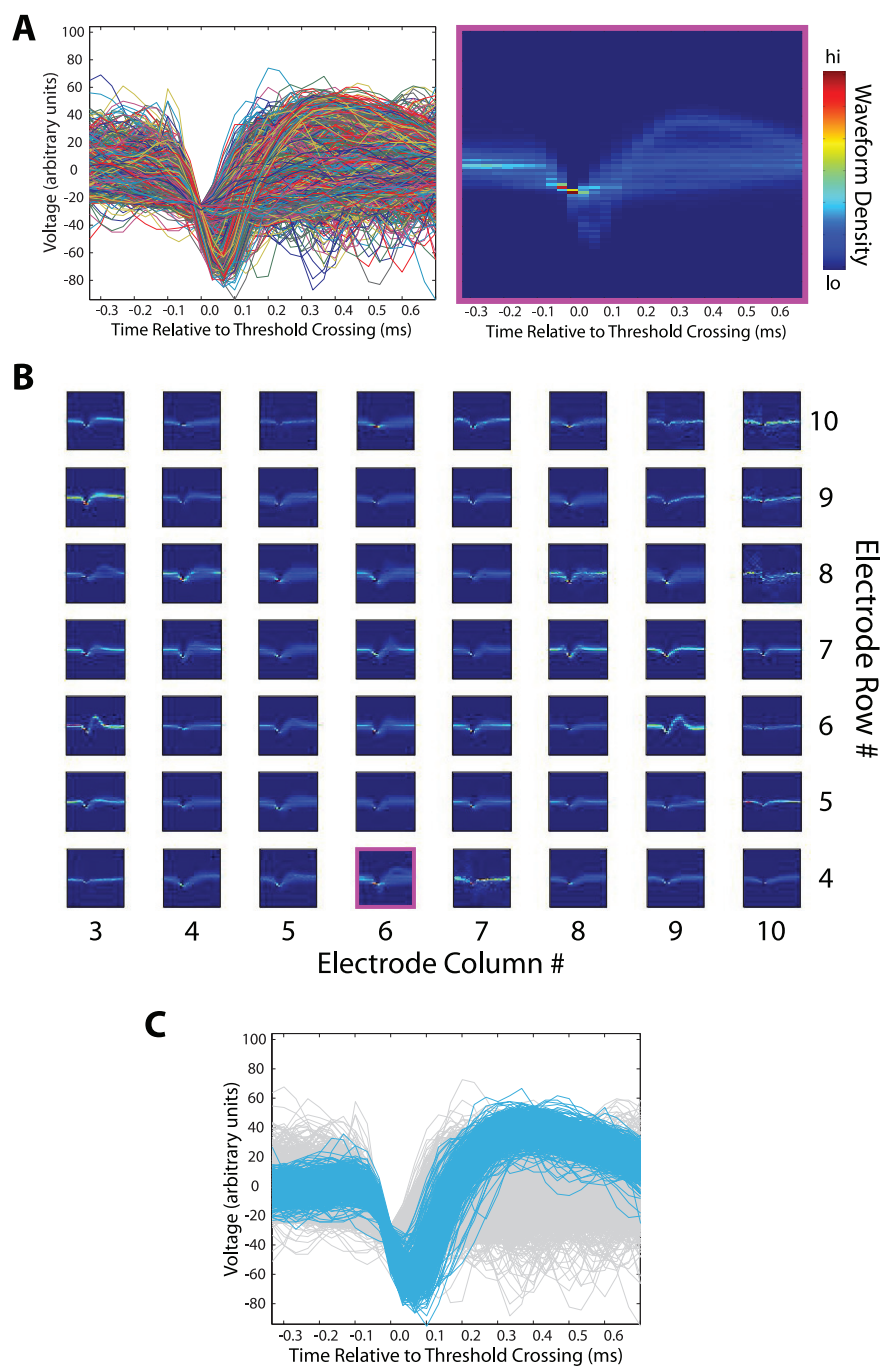 A
100
80
60
40
20
0
-20
-40
-60
-80
Voltage (arbitrary units)
-0.3 -0.2 -0.1 0.0 0.1 0.2 0.3 0.4 0.5 0.6
Time Relative to Threshold Crossing (ms)
-0.3 -0.2 -0.1 0.0 0.1 0.2 0.3 0.4 0.5 0.6
Time Relative to Threshold Crossing (ms)
hi
lo
Waveform Density
B
10
9
8
7
6
5
4
Electrode Row #
3 4 5 6 7 8 9 10
Electrode Column #
C
100
80
60
40
20
0
-20
-40
-60
-80
Voltage (arbitrary units)
-0.3 -0.2 -0.1 0.0 0.1 0.2 0.3 0.4 0.5 0.6
Time Relative to Threshold Crossing (ms)